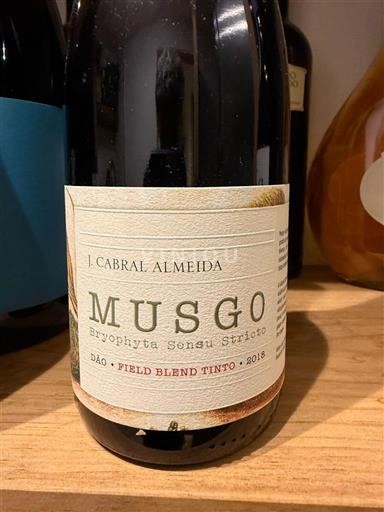 J. CABRAL ALMEIDA
MUSGO
Bryophyta Sensu Stricto
DÃO • FIELD BLEND TINTO • 2018